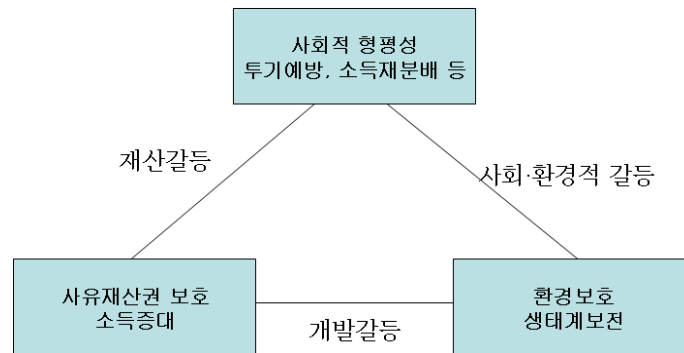 사회적 형평성
투기예방, 소득재분배 등
재산갈등
사회·환경적 갈등
사유재산권 보호
소득증대
환경보호
생태계보전
개발갈등